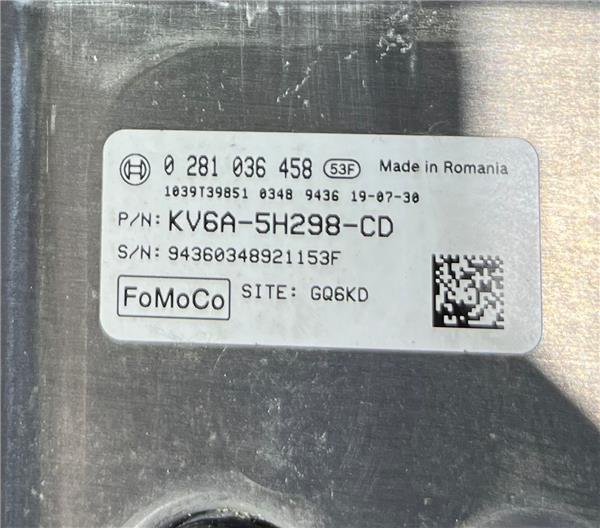 0 281 036 458 53F Made in Romania
1039T39851 0348 9436 19-07-30
P/N: KV6A-5H298-CD
S/N: 94360348921153F
FoMoCo SITE: GQ6KD